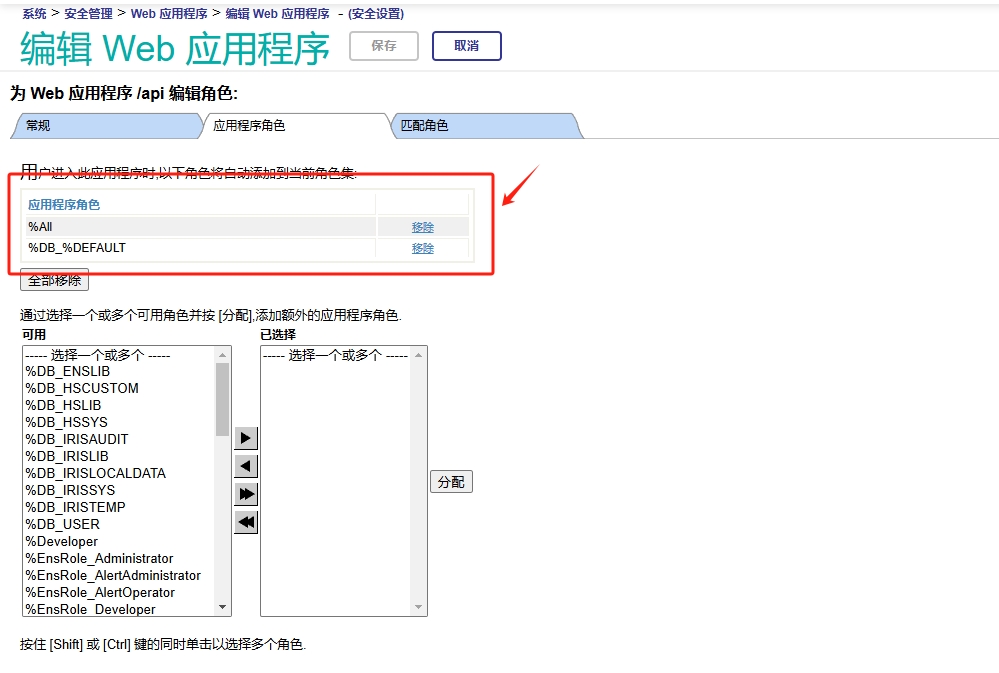 系统 > 安全管理 > Web 应用程序 > 编辑 Web 应用程序 - (安全设置)
编辑 Web 应用程序 保存 取消
为 Web 应用程序 /api 编辑角色:
常规 应用程序角色 匹配角色
用户进入此应用程序时,以下角色将自动添加到当前角色集:
应用程序角色
%All 移除
%DB_%DEFAULT 移除
全部移除
通过选择一个或多个可用角色并按 [分配],添加额外的应用程序角色.
可用 已选择
----- 选择一个或多个 ----- ----- 选择一个或多个 -----
%DB_ENSLIB
%DB_HSCUSTOM
%DB_HSLIB
%DB_HSSYS
%DB_IRISAUDIT
%DB_IRISLIB
%DB_IRISLOCALDATA
%DB_IRISSYS
%DB_IRISTEMP
%DB_USER
%Developer
%EnsRole_Administrator
%EnsRole_AlertAdministrator
%EnsRole_AlertOperator
%EnsRole_Developer
分配
按住 [Shift] 或 [Ctrl] 键的同时单击以选择多个角色.